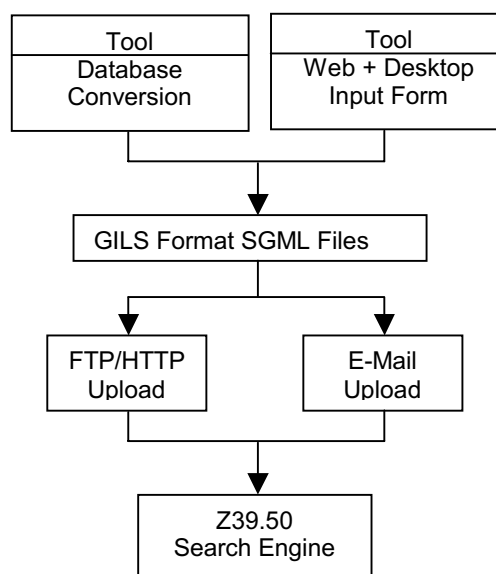 Tool
Database
Conversion
Tool
Web + Desktop
Input Form
GILS Format SGML Files
FTP/HTTP
Upload
E-Mail
Upload
Z39.50
Search Engine